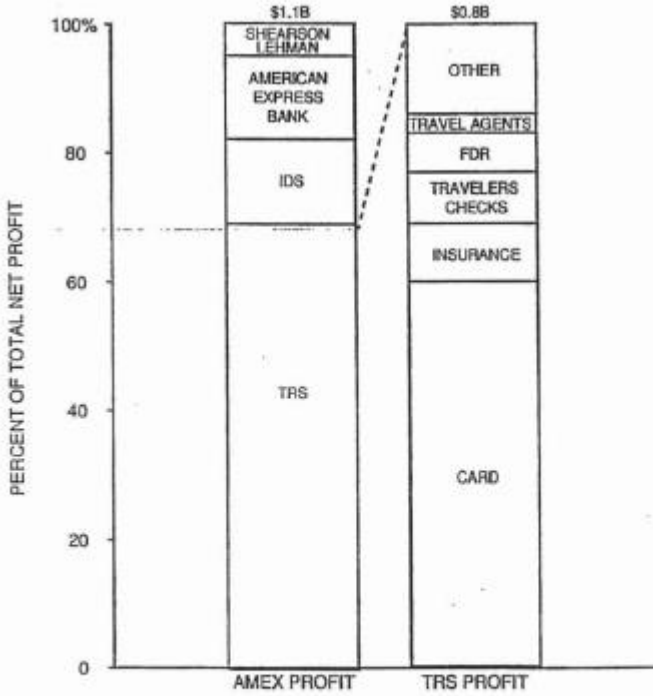 $1.1B
$0.8B
100%
80
60
40
20
0
PERCENT OF TOTAL NET PROFIT
SHEARSON
LEHMAN
AMERICAN
EXPRESS
BANK
IDS
TRS
OTHER
TRAVEL AGENTS
FDR
TRAVELERS
CHECKS
INSURANCE
CARD
AMEX PROFIT
TRS PROFIT